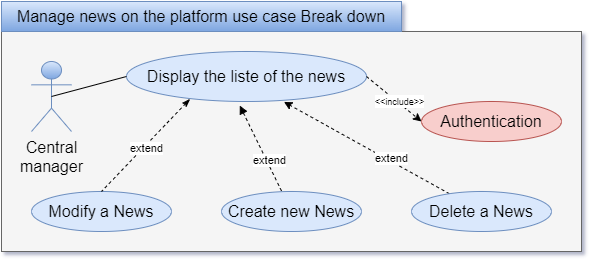 Manage news on the platform use case Break down
Display the liste of the news
<<include>>
Authentication
Central
manager
extend
extend
extend
Modify a News
Create new News
Delete a News